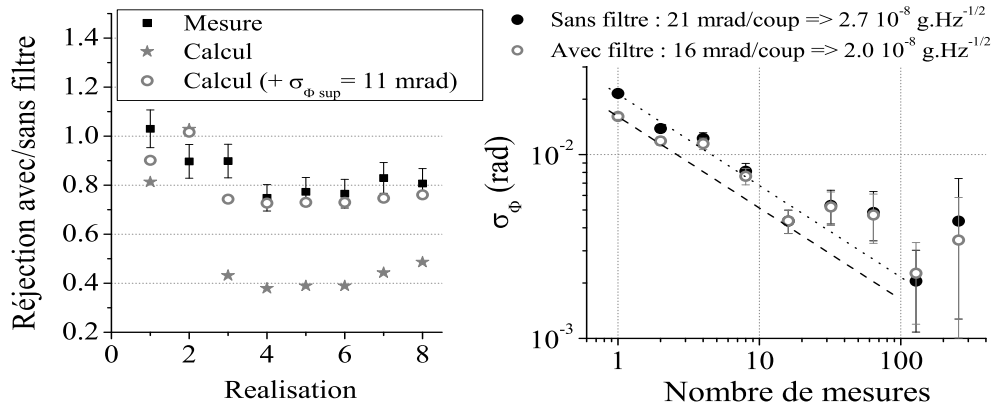 Mesure
Calcul
Calcul (+ σΦ sup = 11 mrad)
1.4
1.2
1.0
0.8
0.6
0.4
0.2
0
2
4
6
8
Réjection avec/sans filtre
Realisation
Sans filtre : 21 mrad/coup => 2.7 10-8 g.Hz-1/2
Avec filtre : 16 mrad/coup => 2.0 10-8 g.Hz-1/2
10-2
10-3
σΦ (rad)
1
10
100
Nombre de mesures